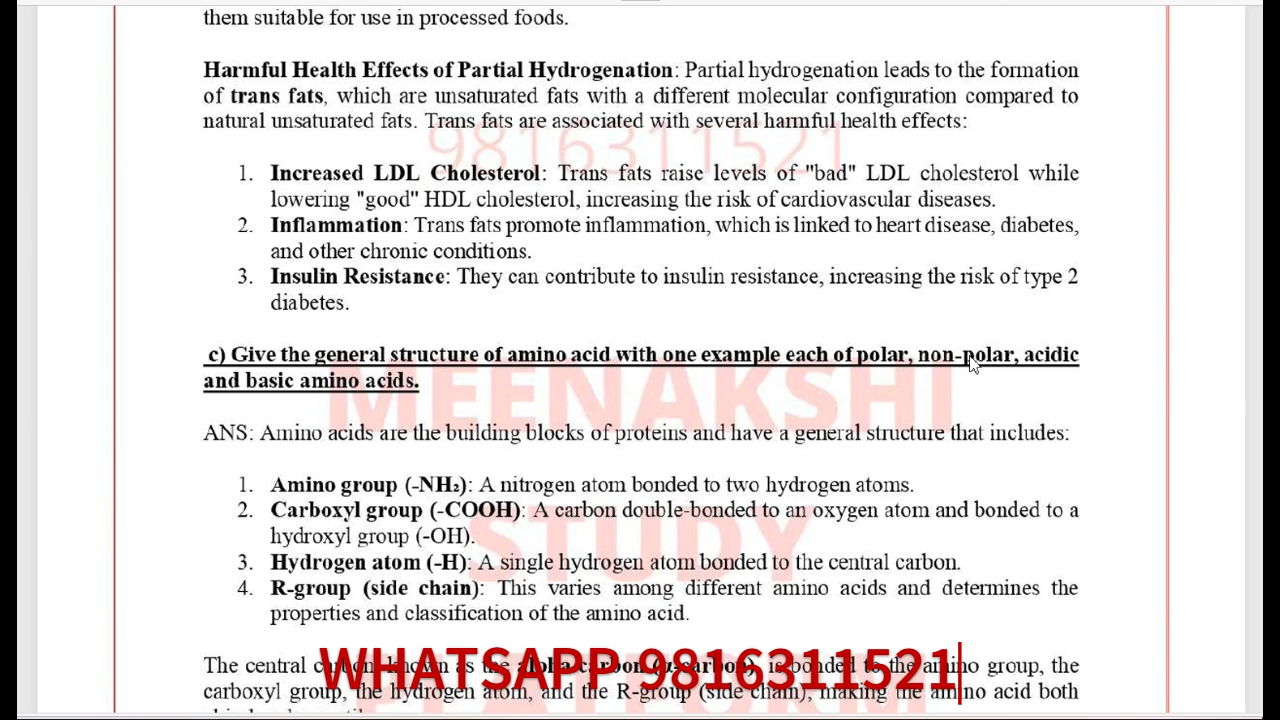 them suitable for use in processed foods.
Harmful Health Effects of Partial Hydrogenation: Partial hydrogenation leads to the formation
of trans fats, which are unsaturated fats with a different molecular configuration compared to
natural unsaturated fats. Trans fats are associated with several harmful health effects:
9816311521
1. Increased LDL Cholesterol: Trans fats raise levels of "bad" LDL cholesterol while
lowering "good" HDL cholesterol, increasing the risk of cardiovascular diseases.
2. Inflammation: Trans fats promote inflammation, which is linked to heart disease, diabetes,
and other chronic conditions.
3. Insulin Resistance: They can contribute to insulin resistance, increasing the risk of type 2
diabetes.
c) Give the general structure of amino acid with one example each of polar, non-polar, acidic
and basic amino acids.
MEENAKSHI
ANS: Amino acids are the building blocks of proteins and have a general structure that includes:
1. Amino group (-NH₂): A nitrogen atom bonded to two hydrogen atoms.
2. Carboxyl group (-COOH): A carbon double-bonded to an oxygen atom and bonded to a
hydroxyl group (-OH).
STUDY
3. Hydrogen atom (-H): A single hydrogen atom bonded to the central carbon.
4. R-group (side chain): This varies among different amino acids and determines the
properties and classification of the amino acid.
The central carbon, known as the alpha carbon (α-carbon), is bonded to the amino group, the
WHATSAPP 9816311521
carboxyl group, the hydrogen atom, and the R-group (side chain), making the amino acid both